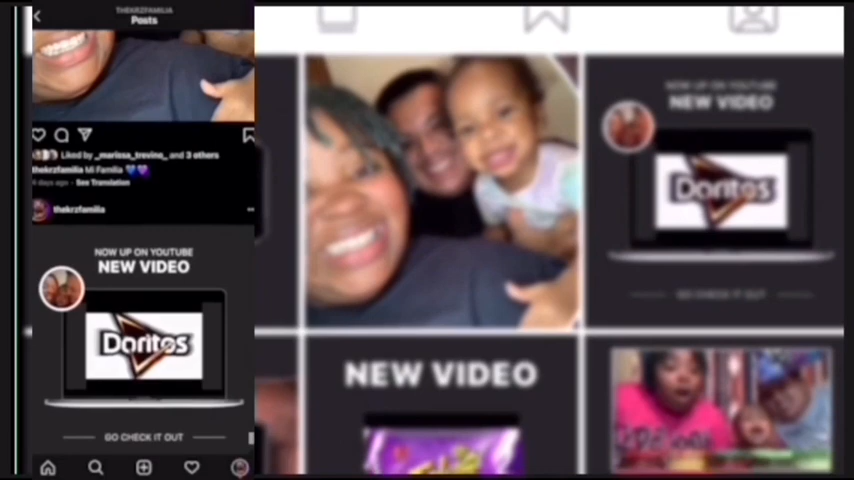 THEKRZFAMILIA
Posts
Liked by _marissa_trevino_ and 3 others
thekrzfamilia Mi Familia
days ago · See Translation
thekrzfamilia
NOW UP ON YOUTUBE
NEW VIDEO
Doritos
GO CHECK IT OUT
NOW UP ON YOUTUBE
NEW VIDEO
Doritos
GO CHECK IT OUT
NEW VIDEO